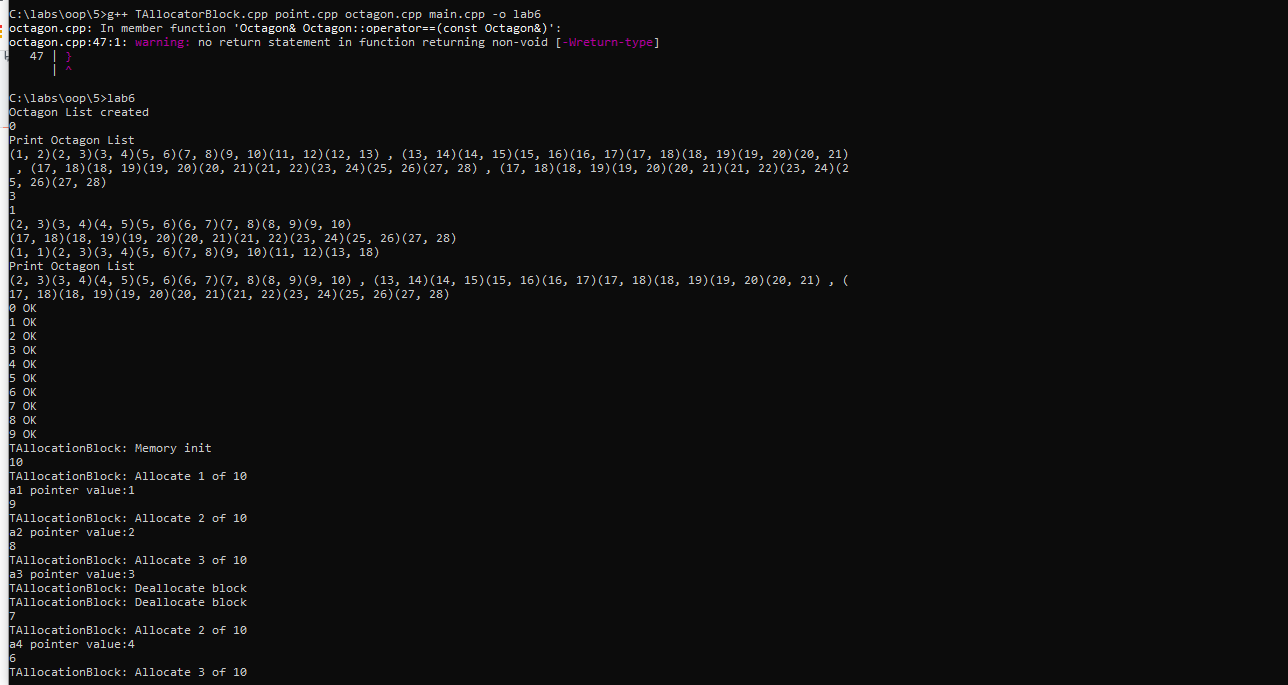 C:\labs\oop\5>g++ TAllocatorBlock.cpp point.cpp octagon.cpp main.cpp -o lab6
octagon.cpp: In member function 'Octagon& Octagon::operator==(const Octagon&)':
octagon.cpp:47:1: warning: no return statement in function returning non-void [-Wreturn-type]
   47 | }
      | ^

C:\labs\oop\5>lab6
Octagon List created
0
Print Octagon List
(1, 2)(2, 3)(3, 4)(5, 6)(7, 8)(9, 10)(11, 12)(12, 13) , (13, 14)(14, 15)(15, 16)(16, 17)(17, 18)(18, 19)(19, 20)(20, 21)
 , (17, 18)(18, 19)(19, 20)(20, 21)(21, 22)(23, 24)(25, 26)(27, 28) , (17, 18)(18, 19)(19, 20)(20, 21)(21, 22)(23, 24)(2
5, 26)(27, 28)
3
1
(2, 3)(3, 4)(4, 5)(5, 6)(6, 7)(7, 8)(8, 9)(9, 10)
(17, 18)(18, 19)(19, 20)(20, 21)(21, 22)(23, 24)(25, 26)(27, 28)
(1, 1)(2, 3)(3, 4)(5, 6)(7, 8)(9, 10)(11, 12)(13, 18)
Print Octagon List
(2, 3)(3, 4)(4, 5)(5, 6)(6, 7)(7, 8)(8, 9)(9, 10) , (13, 14)(14, 15)(15, 16)(16, 17)(17, 18)(18, 19)(19, 20)(20, 21) , (
17, 18)(18, 19)(19, 20)(20, 21)(21, 22)(23, 24)(25, 26)(27, 28)
0 OK
1 OK
2 OK
3 OK
4 OK
5 OK
6 OK
7 OK
8 OK
9 OK
TAllocationBlock: Memory init
10
TAllocationBlock: Allocate 1 of 10
a1 pointer value:1
9
TAllocationBlock: Allocate 2 of 10
a2 pointer value:2
8
TAllocationBlock: Allocate 3 of 10
a3 pointer value:3
TAllocationBlock: Deallocate block
TAllocationBlock: Deallocate block
7
TAllocationBlock: Allocate 2 of 10
a4 pointer value:4
6
TAllocationBlock: Allocate 3 of 10